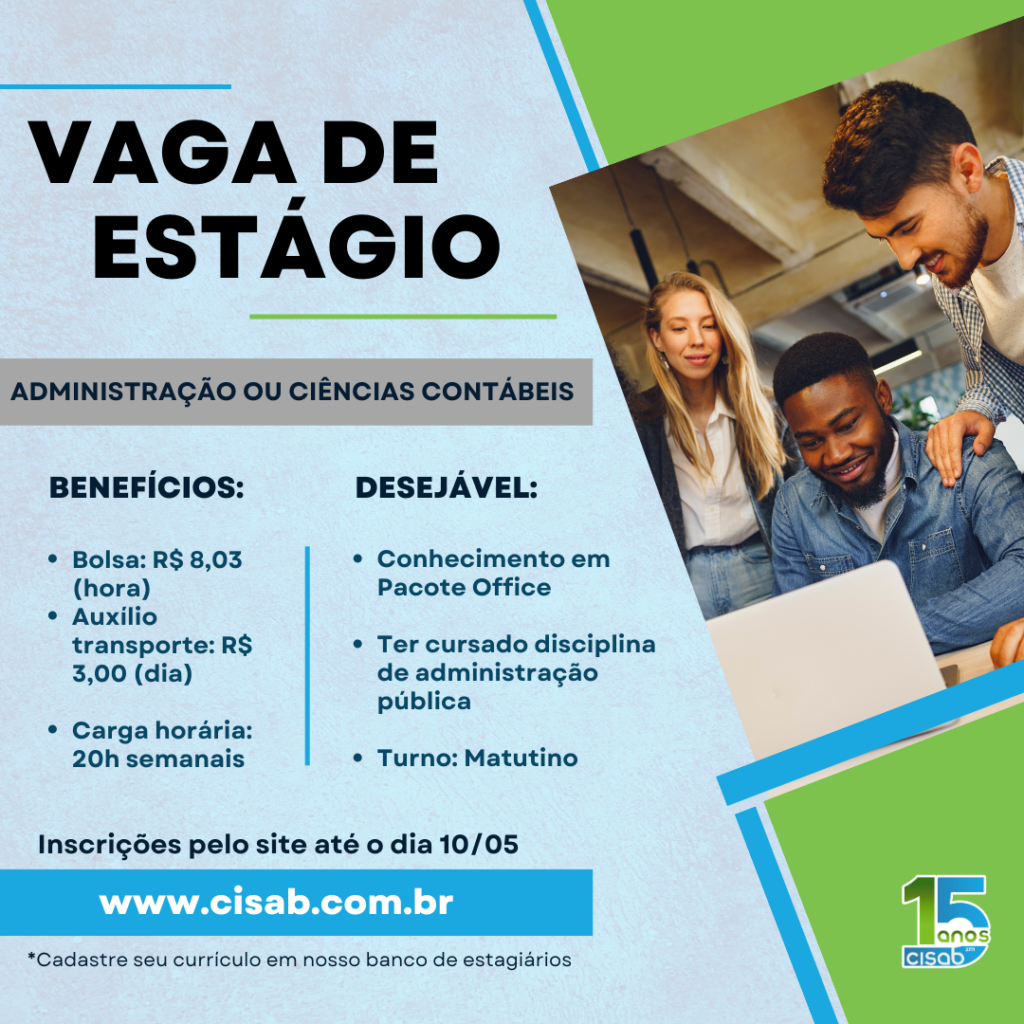 VAGA DE
ESTÁGIO
ADMINISTRAÇÃO OU CIÊNCIAS CONTÁBEIS
BENEFÍCIOS:
• Bolsa: R$ 8,03
(hora)
• Auxílio
transporte: R$
3,00 (dia)
• Carga horária:
20h semanais
DESEJÁVEL:
• Conhecimento em
Pacote Office
• Ter cursado disciplina
de administração
pública
• Turno: Matutino
Inscrições pelo site até o dia 10/05
www.cisab.com.br
*Cadastre seu currículo em nosso banco de estagiários
15
anos
cisab